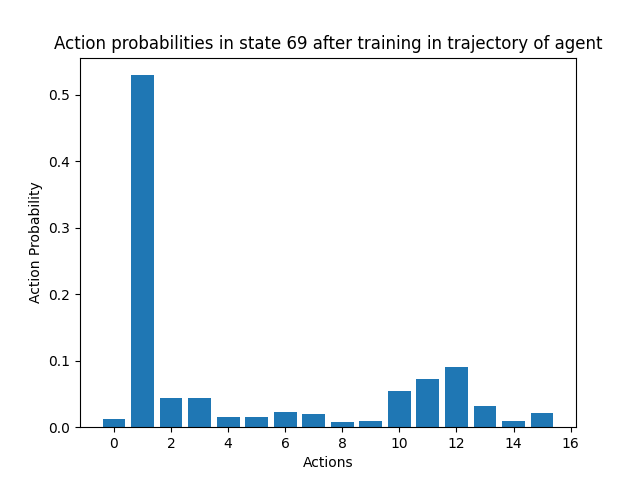 Action probabilities in state 69 after training in trajectory of agent
0.5
0.4
0.3
0.2
0.1
0.0
Action Probability
0 2 4 6 8 10 12 14 16
Actions